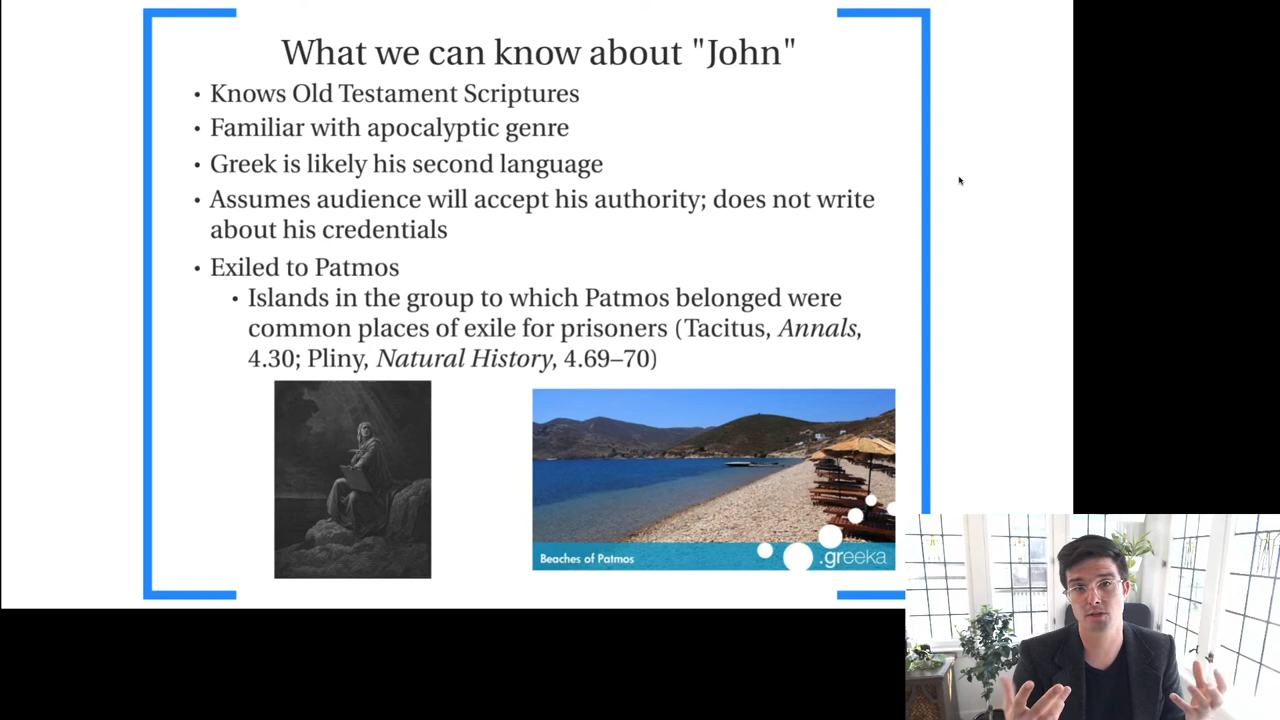 What we can know about "John"
• Knows Old Testament Scriptures
• Familiar with apocalyptic genre
• Greek is likely his second language
• Assumes audience will accept his authority; does not write
about his credentials
• Exiled to Patmos
• Islands in the group to which Patmos belonged were
common places of exile for prisoners (Tacitus, Annals,
4.30; Pliny, Natural History, 4.69–70)
Beaches of Patmos
.greeka